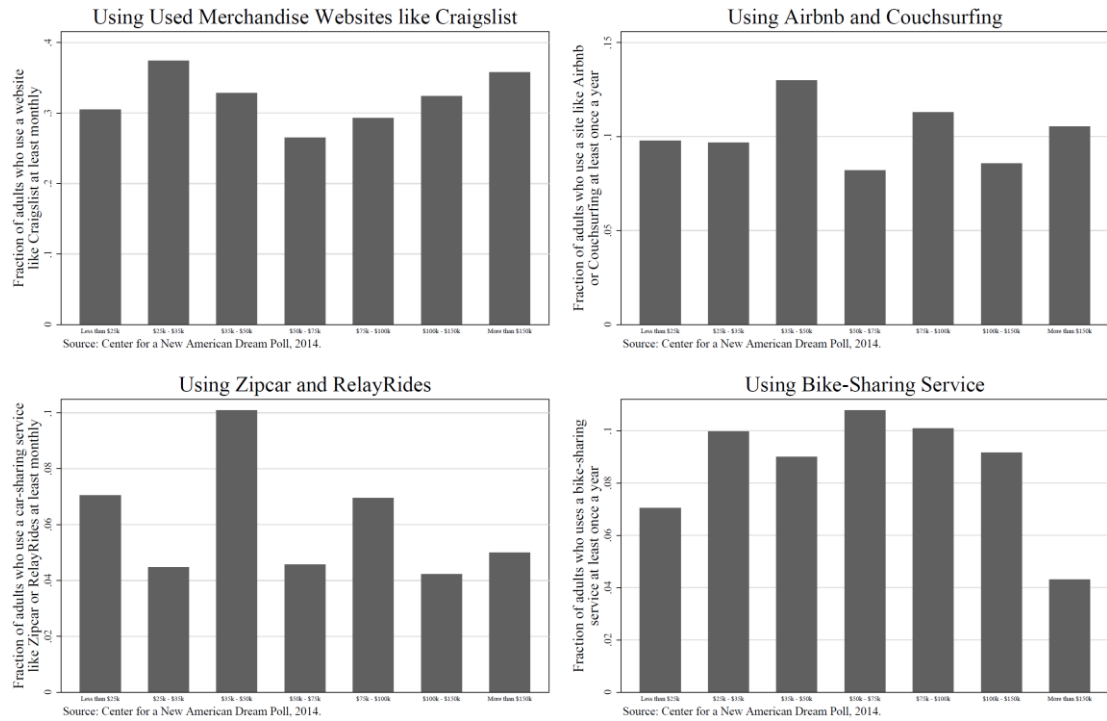 Using Used Merchandise Websites like Craigslist
Fraction of adults who use a website
like Craigslist at least monthly
.4
.3
.2
.1
0
Less than $25k
$25k - $35k
$35k - $50k
$50k - $75k
$75k - $100k
$100k - $150k
More than $150k
Source: Center for a New American Dream Poll, 2014.
Using Airbnb and Couchsurfing
Fraction of adults who use a site like Airbnb
or Couchsurfing at least once a year
.15
.1
.05
0
Less than $25k
$25k - $35k
$35k - $50k
$50k - $75k
$75k - $100k
$100k - $150k
More than $150k
Source: Center for a New American Dream Poll, 2014.
Using Zipcar and RelayRides
Fraction of adults who use a car-sharing service
like Zipcar or RelayRides at least monthly
.1
.08
.06
.04
.02
0
Less than $25k
$25k - $35k
$35k - $50k
$50k - $75k
$75k - $100k
$100k - $150k
More than $150k
Source: Center for a New American Dream Poll, 2014.
Using Bike-Sharing Service
Fraction of adults who uses a bike-sharing
service at least once a year
.1
.08
.06
.04
.02
0
Less than $25k
$25k - $35k
$35k - $50k
$50k - $75k
$75k - $100k
$100k - $150k
More than $150k
Source: Center for a New American Dream Poll, 2014.